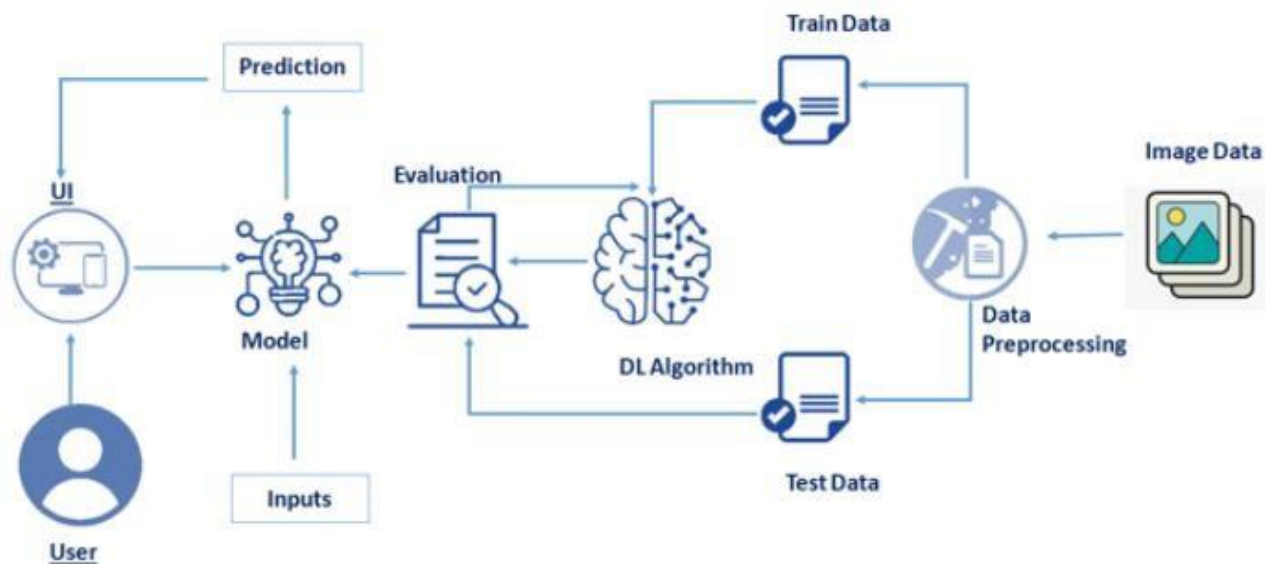 Train Data
Prediction
Image Data
Evaluation
UI
Model
DL Algorithm
Data
Preprocessing
Inputs
Test Data
User